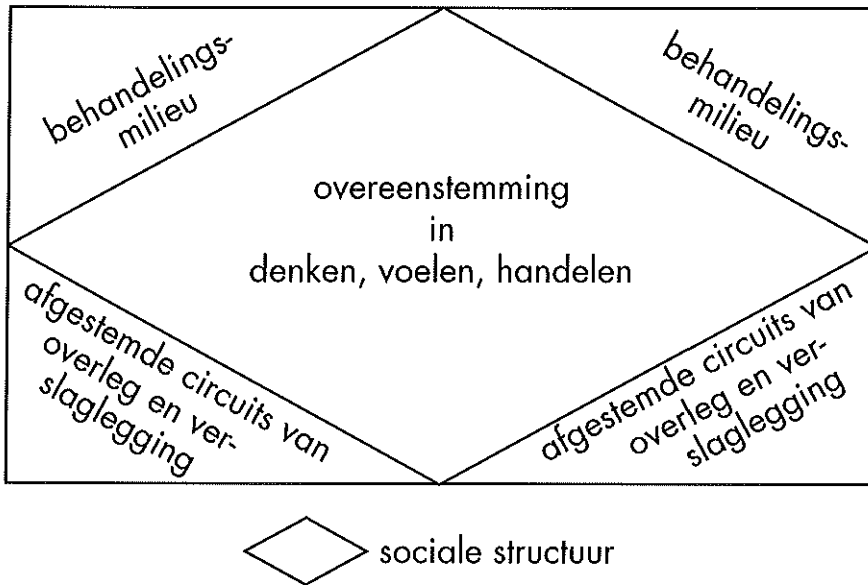 behandelings-
milieu
behandelings-
milieu
overeenstemming
in
denken, voelen, handelen
afgestemde circuits van
overleg en ver-
slaglegging
afgestemde circuits van
overleg en ver-
slaglegging
sociale structuur